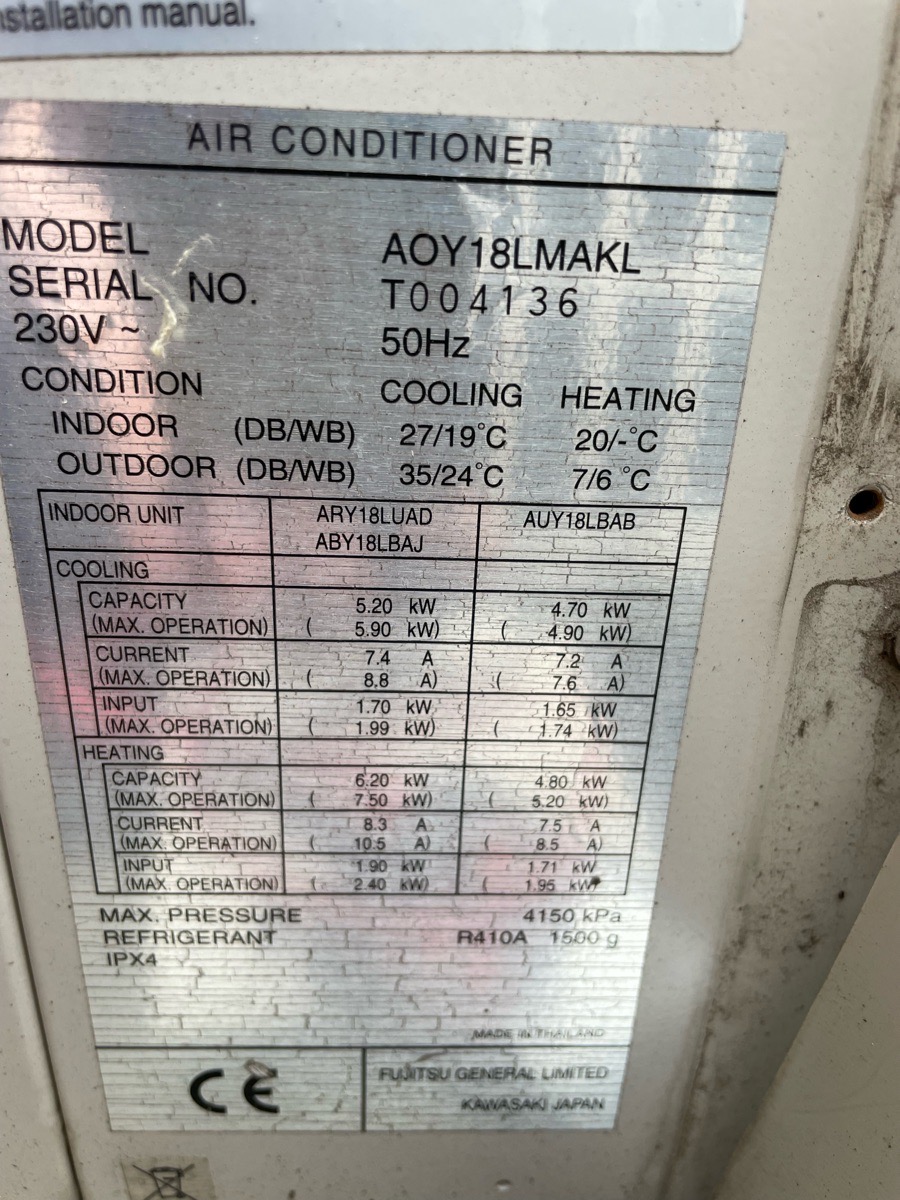 nstallation manual.
AIR CONDITIONER
MODEL AOY18LMAKL
SERIAL NO. T004136
230V ~ 50Hz
CONDITION COOLING HEATING
INDOOR (DB/WB) 27/19°C 20/-°C
OUTDOOR (DB/WB) 35/24°C 7/6 °C
INDOOR UNIT ARY18LUAD AUY18LBAB
ABY18LBAJ
COOLING
CAPACITY 5.20 kW 4.70 kW
(MAX. OPERATION) ( 5.90 kW) ( 4.90 kW)
CURRENT 7.4 A 7.2 A
(MAX. OPERATION) ( 8.8 A) ( 7.6 A)
INPUT 1.70 kW 1.65 kW
(MAX. OPERATION) ( 1.99 kW) ( 1.74 kW)
HEATING
CAPACITY 6.20 kW 4.80 kW
(MAX. OPERATION) ( 7.50 kW) ( 5.20 kW)
CURRENT 8.3 A 7.5 A
(MAX. OPERATION) ( 10.5 A) ( 8.5 A)
INPUT 1.90 kW 1.71 kW
(MAX. OPERATION) ( 2.40 kW) ( 1.95 kW)
MAX. PRESSURE 4150 kPa
REFRIGERANT R410A 1500 g
IPX4
MADE IN THAILAND
CE FUJITSU GENERAL LIMITED
KAWASAKI JAPAN